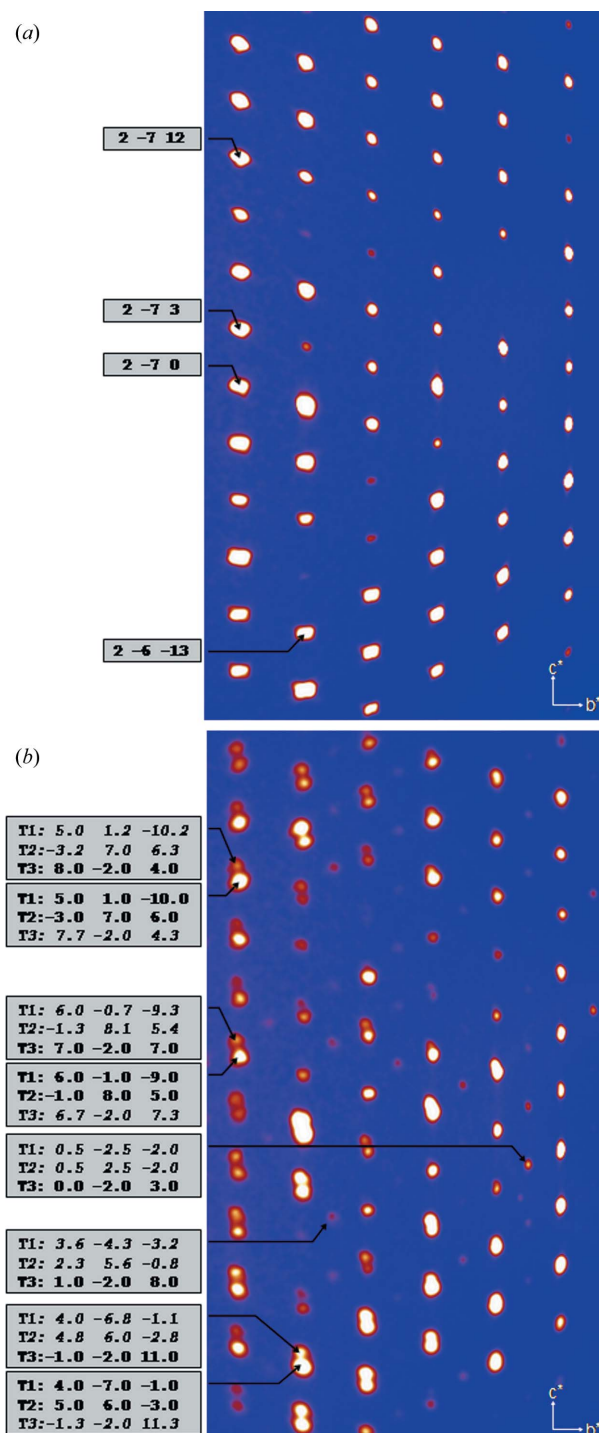 (a)
2 -7 12
2 -7 3
2 -7 0
2 -6 -13
c*
b*
(b)
T1: 5.0 1.2 -10.2
T2:-3.2 7.0 6.3
T3: 8.0 -2.0 4.0
T1: 5.0 1.0 -10.0
T2:-3.0 7.0 6.0
T3: 7.7 -2.0 4.3
T1: 6.0 -0.7 -9.3
T2:-1.3 8.1 5.4
T3: 7.0 -2.0 7.0
T1: 6.0 -1.0 -9.0
T2:-1.0 8.0 5.0
T3: 6.7 -2.0 7.3
T1: 0.5 -2.5 -2.0
T2: 0.5 2.5 -2.0
T3: 0.0 -2.0 3.0
T1: 3.6 -4.3 -3.2
T2: 2.3 5.6 -0.8
T3: 1.0 -2.0 8.0
T1: 4.0 -6.8 -1.1
T2: 4.8 6.0 -2.8
T3:-1.0 -2.0 11.0
T1: 4.0 -7.0 -1.0
T2: 5.0 6.0 -3.0
T3:-1.3 -2.0 11.3
c*
b*